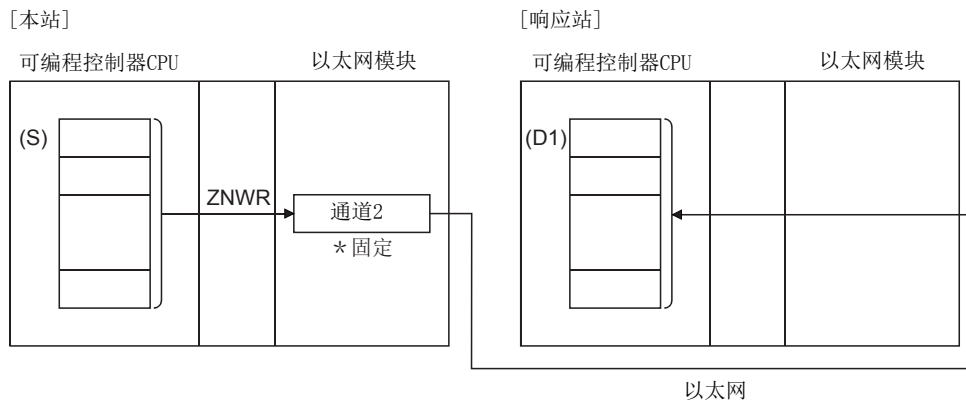 [本站]
[响应站]
可编程控制器CPU
以太网模块
可编程控制器CPU
以太网模块
(S)
(D1)
ZNWR
通道2
*固定
以太网